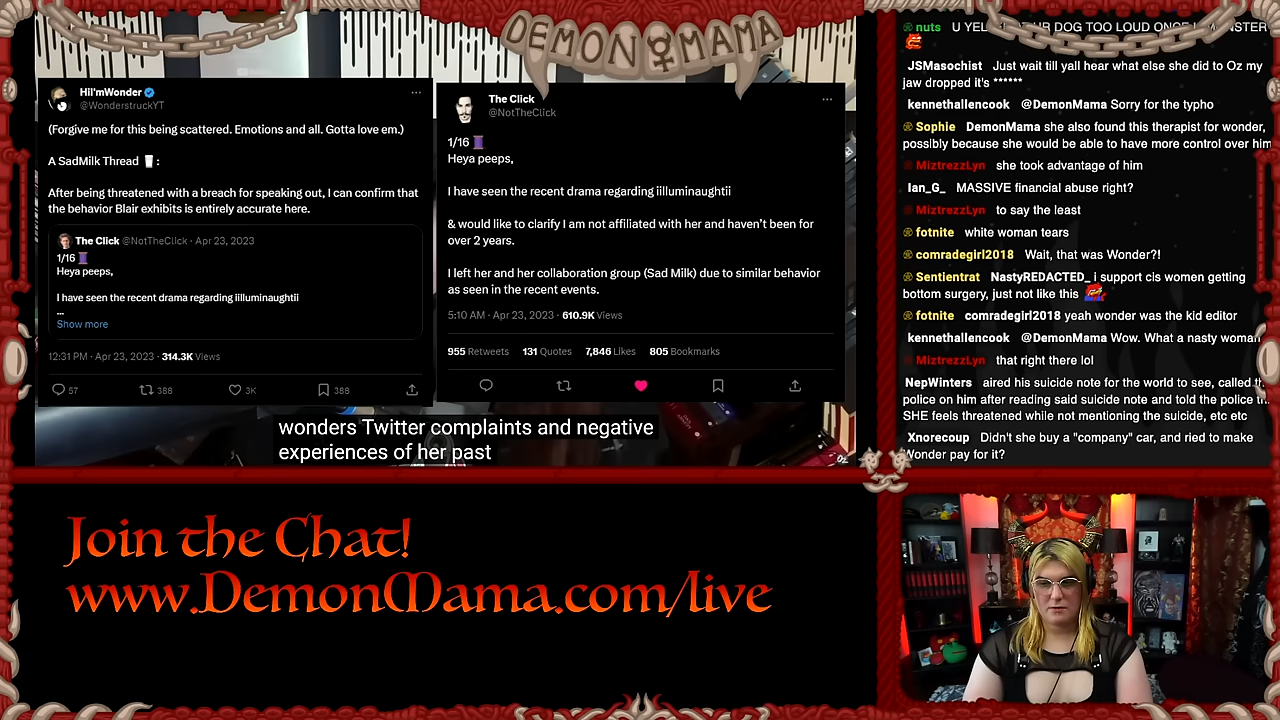 DEMON MAMA
Hii'mWonder
@WonderstruckYT
(Forgive me for this being scattered. Emotions and all. Gotta love em.)
A SadMilk Thread 🥛 :
After being threatened with a breach for speaking out, I can confirm that
the behavior Blair exhibits is entirely accurate here.
The Click @NotTheClick · Apr 23, 2023
1/16 🧵
Heya peeps,
I have seen the recent drama regarding iilluminaughtii
...
Show more
12:31 PM · Apr 23, 2023 · 314.3K Views
57 388 3K 388
The Click
@NotTheClick
1/16 🧵
Heya peeps,
I have seen the recent drama regarding iilluminaughtii
& would like to clarify I am not affiliated with her and haven't been for
over 2 years.
I left her and her collaboration group (Sad Milk) due to similar behavior
as seen in the recent events.
5:10 AM · Apr 23, 2023 · 610.9K Views
955 Retweets 131 Quotes 7,846 Likes 805 Bookmarks
wonders Twitter complaints and negative
experiences of her past
Oz
nuts U YEL DOG TOO LOUD ONCE
JSMasochist Just wait till yall hear what else she did to Oz my
jaw dropped it's ******
kennethallencook @DemonMama Sorry for the typho
Sophie DemonMama she also found this therapist for wonder,
possibly because she would be able to have more control over him
MiztrezzLyn she took advantage of him
Ian_G_ MASSIVE financial abuse right?
MiztrezzLyn to say the least
fotnite white woman tears
comradegirl2018 Wait, that was Wonder?!
Sentientrat NastyREDACTED_ i support cis women getting
bottom surgery, just not like this
fotnite comradegirl2018 yeah wonder was the kid editor
kennethallencook @DemonMama Wow. What a nasty woman
MiztrezzLyn that right there lol
NepWinters aired his suicide note for the world to see, called th
police on him after reading said suicide note and told the police th
SHE feels threatened while not mentioning the suicide, etc etc
Xnorecoup Didn't she buy a "company" car, and ried to make
Wonder pay for it?
Join the Chat!
www.DemonMama.com/live